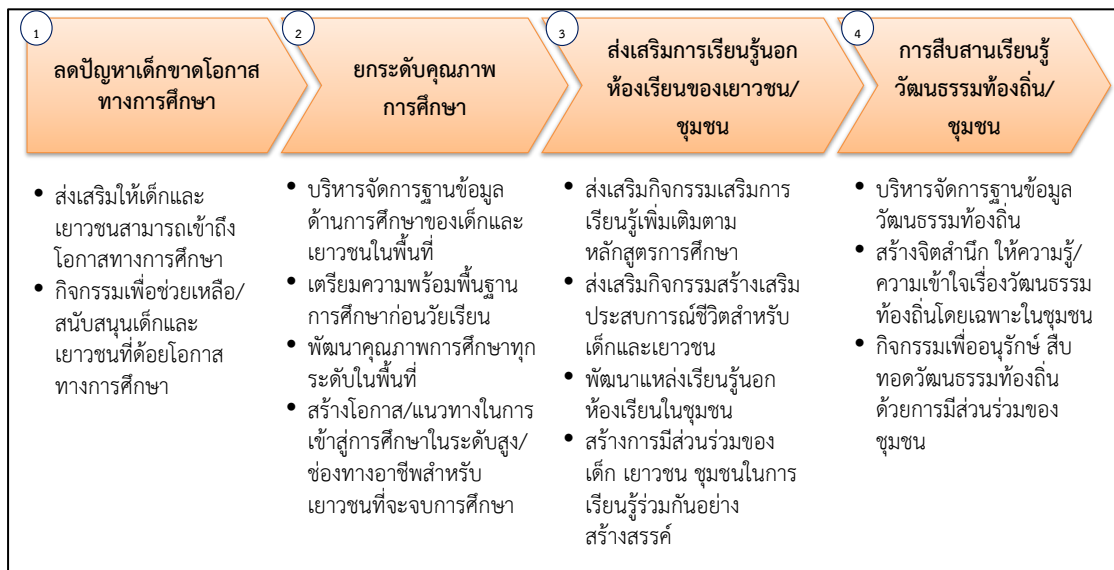 1
ลดปัญหาเด็กขาดโอกาส
ทางการศึกษา
2
ยกระดับคุณภาพ
การศึกษา
3
ส่งเสริมการเรียนรู้นอก
ห้องเรียนของเยาวชน/
ชุมชน
4
การสืบสานเรียนรู้
วัฒนธรรมท้องถิ่น/
ชุมชน
• ส่งเสริมให้เด็กและ
เยาวชนสามารถเข้าถึง
โอกาสทางการศึกษา
• กิจกรรมเพื่อช่วยเหลือ/
สนับสนุนเด็กและ
เยาวชนที่ด้อยโอกาส
ทางการศึกษา
• บริหารจัดการฐานข้อมูล
ด้านการศึกษาของเด็กและ
เยาวชนในพื้นที่
• เตรียมความพร้อมพื้นฐาน
การศึกษาก่อนวัยเรียน
• พัฒนาคุณภาพการศึกษาทุก
ระดับในพื้นที่
• สร้างโอกาส/แนวทางในการ
เข้าสู่การศึกษาในระดับสูง/
ช่องทางอาชีพสำหรับ
เยาวชนที่จะจบการศึกษา
• ส่งเสริมกิจกรรมเสริมการ
เรียนรู้เพิ่มเติมตาม
หลักสูตรการศึกษา
• ส่งเสริมกิจกรรมสร้างเสริม
ประสบการณ์ชีวิตสำหรับ
เด็กและเยาวชน
• พัฒนาแหล่งเรียนรู้นอก
ห้องเรียนในชุมชน
• สร้างการมีส่วนร่วมของ
เด็ก เยาวชน ชุมชนในการ
เรียนรู้ร่วมกันอย่าง
สร้างสรรค์
• บริหารจัดการฐานข้อมูล
วัฒนธรรมท้องถิ่น
• สร้างจิตสำนึก ให้ความรู้/
ความเข้าใจเรื่องวัฒนธรรม
ท้องถิ่นโดยเฉพาะในชุมชน
• กิจกรรมเพื่ออนุรักษ์ สืบ
ทอดวัฒนธรรมท้องถิ่น
ด้วยการมีส่วนร่วมของ
ชุมชน